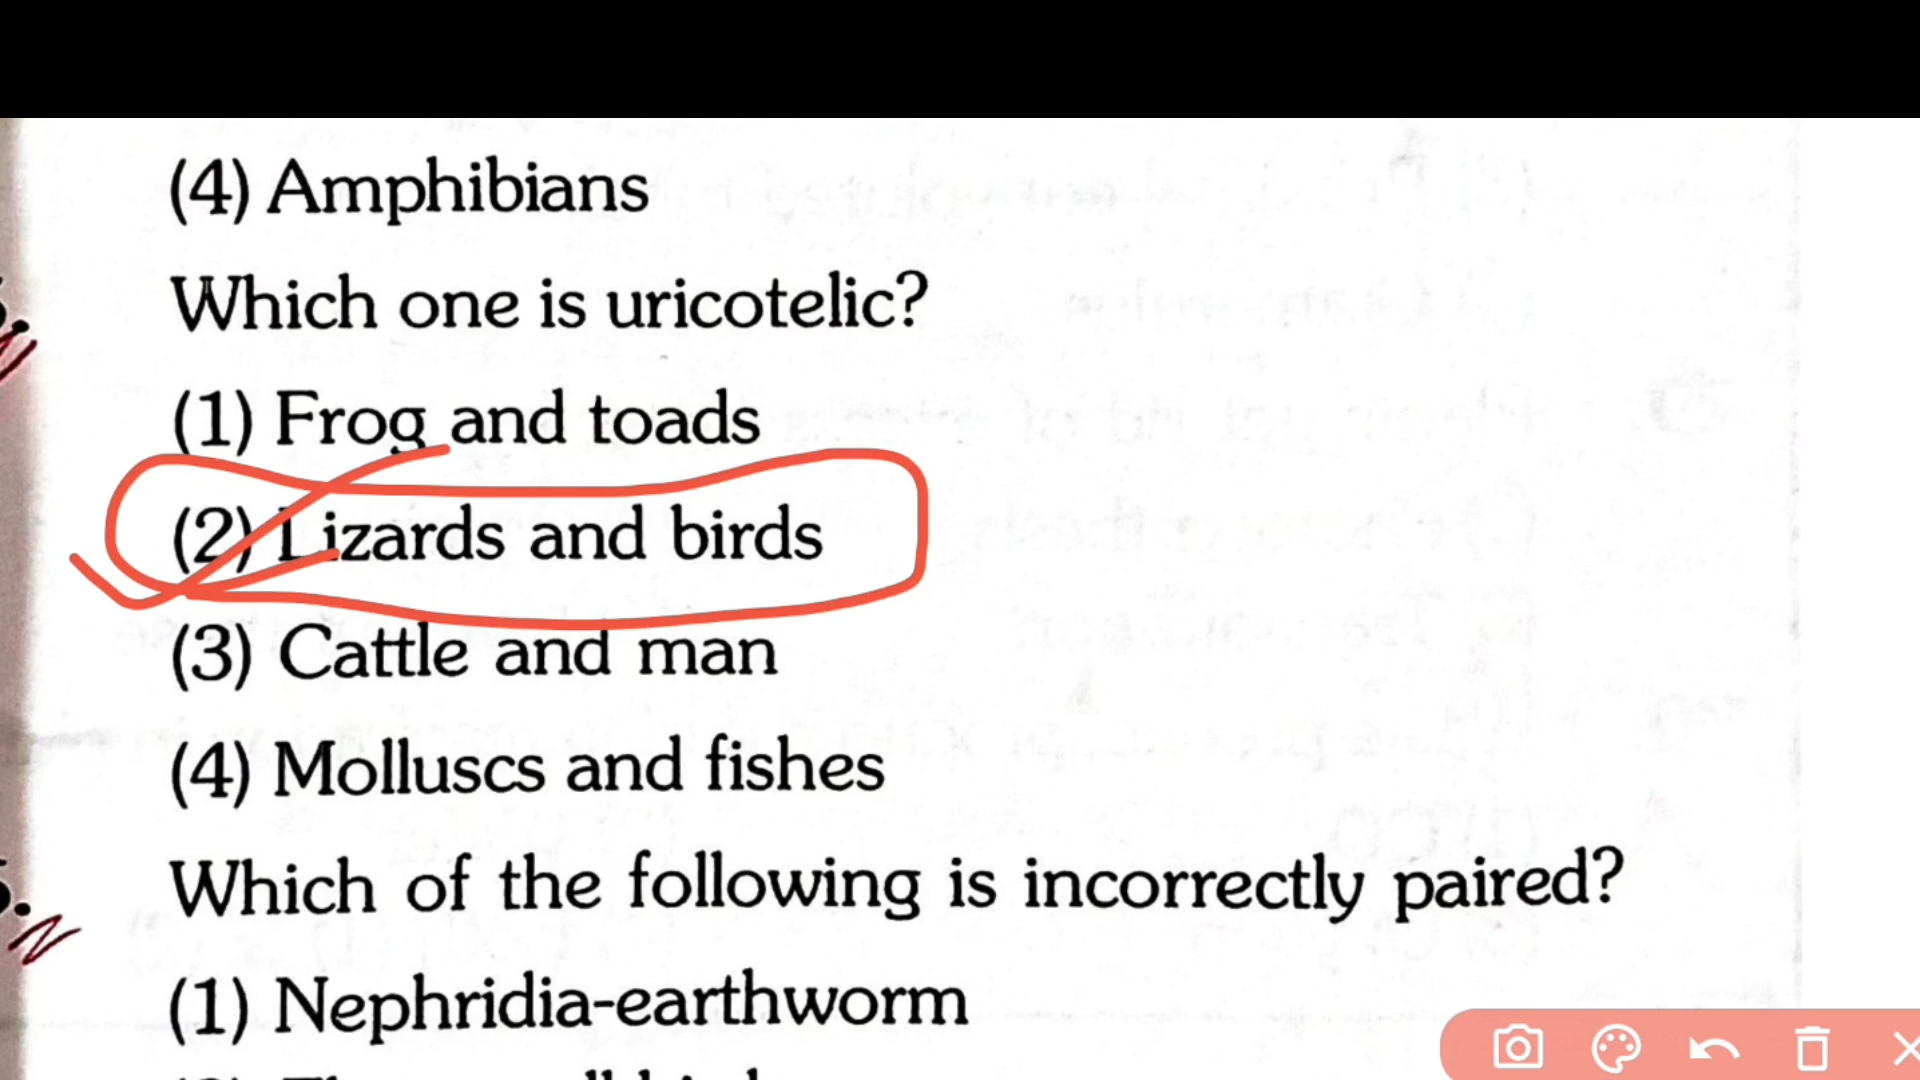 (4) Amphibians
Which one is uricotelic?
(1) Frog and toads
(2) Lizards and birds
(3) Cattle and man
(4) Molluscs and fishes
Which of the following is incorrectly paired?
(1) Nephridia-earthworm